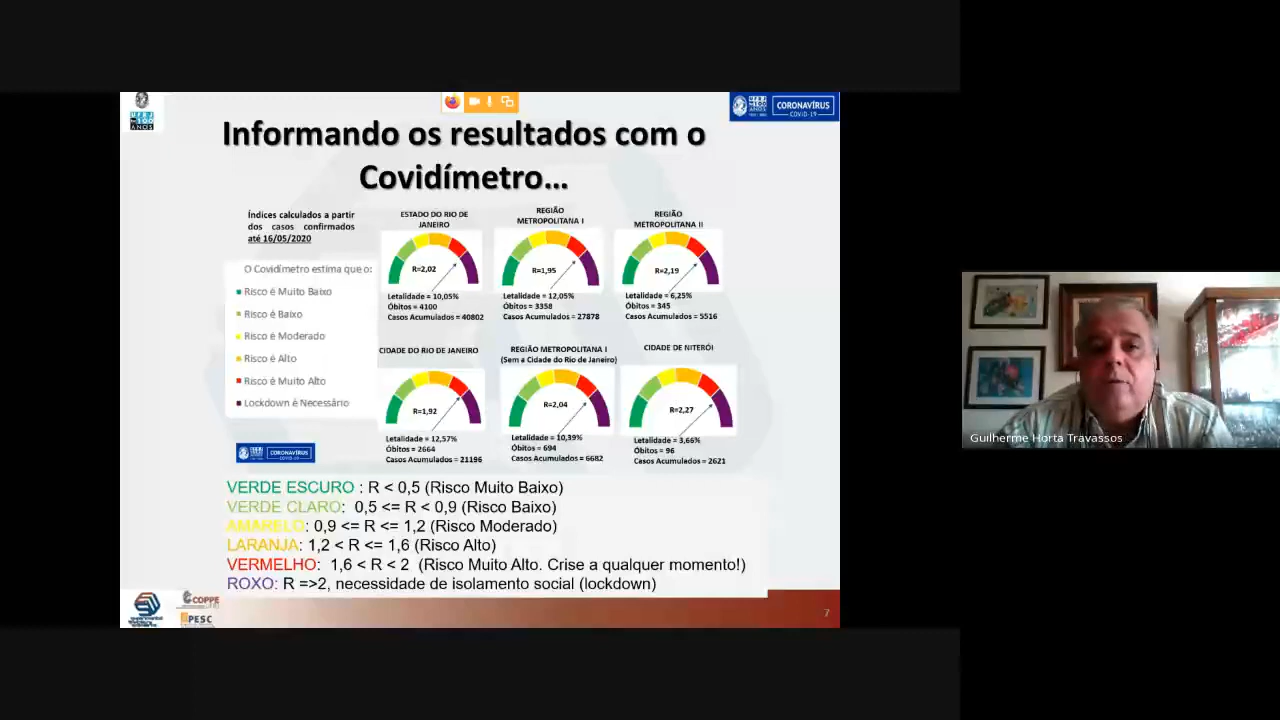 UFRJ
100
ANOS
CORONAVÍRUS
COVID-19
Informando os resultados com o
Covidímetro...
Índices calculados a partir
dos casos confirmados
até 16/05/2020
O Covidímetro estima que o:
Risco é Muito Baixo
Risco é Baixo
Risco é Moderado
Risco é Alto
Risco é Muito Alto
Lockdown é Necessário
ESTADO DO RIO DE
JANEIRO
R=2,02
Letalidade = 10,05%
Óbitos = 4100
Casos Acumulados = 40802
REGIÃO
METROPOLITANA I
R=1,95
Letalidade = 12,05%
Óbitos = 3358
Casos Acumulados = 27878
REGIÃO
METROPOLITANA II
R=2,19
Letalidade = 6,25%
Óbitos = 345
Casos Acumulados = 5516
CIDADE DO RIO DE JANEIRO
R=1,92
Letalidade = 12,57%
Óbitos = 2664
Casos Acumulados = 21196
REGIÃO METROPOLITANA I
(Sem a Cidade do Rio de Janeiro)
R=2,04
Letalidade = 10,39%
Óbitos = 694
Casos Acumulados = 6682
CIDADE DE NITERÓI
R=2,27
Letalidade = 3,66%
Óbitos = 96
Casos Acumulados = 2621
CORONAVÍRUS
VERDE ESCURO : R < 0,5 (Risco Muito Baixo)
VERDE CLARO: 0,5 <= R < 0,9 (Risco Baixo)
AMARELO: 0,9 <= R <= 1,2 (Risco Moderado)
LARANJA: 1,2 < R <= 1,6 (Risco Alto)
VERMELHO: 1,6 < R < 2 (Risco Muito Alto. Crise a qualquer momento!)
ROXO: R =>2, necessidade de isolamento social (lockdown)
COPPE
PESC
7
Guilherme Horta Travassos